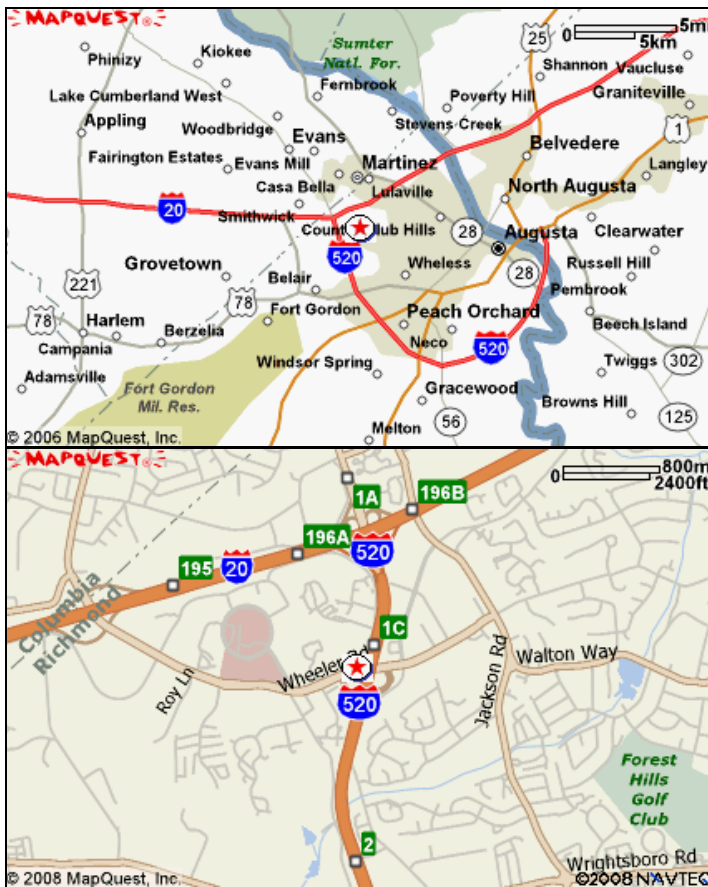 MAPQUEST
Sumter
Natl. For.
25
0
5mi
5km
Phinizy
Kiokee
Shannon
Vaucluse
Lake Cumberland West
Fernbrook
Poverty Hill
Graniteville
Appling
Woodbridge
Stevens Creek
1
Evans
Belvedere
Fairington Estates
Evans Mill
Martinez
Langley
Casa Bella
Lulaville
North Augusta
20
Smithwick
28
Augusta
Clearwater
520
Wheless
28
Russell Hill
Grovetown
Belair
Pembrook
221
78
Fort Gordon
Peach Orchard
Beech Island
78
Harlem
Berzelia
Neco
520
Campania
Windsor Spring
Twiggs
302
Adamsville
Fort Gordon
Mil. Res.
Gracewood
Browns Hill
56
125
Melton
© 2006 MapQuest, Inc.
MAPQUEST
0
800m
2400ft
1A
196B
196A
520
195
20
Columbia
Richmond
1C
Wheeler Rd
Walton Way
Roy Ln
520
Jackson Rd
Forest
Hills
Golf
Club
2
Wrightsboro Rd
© 2008 MapQuest, Inc.
©2008 NAVTEQ